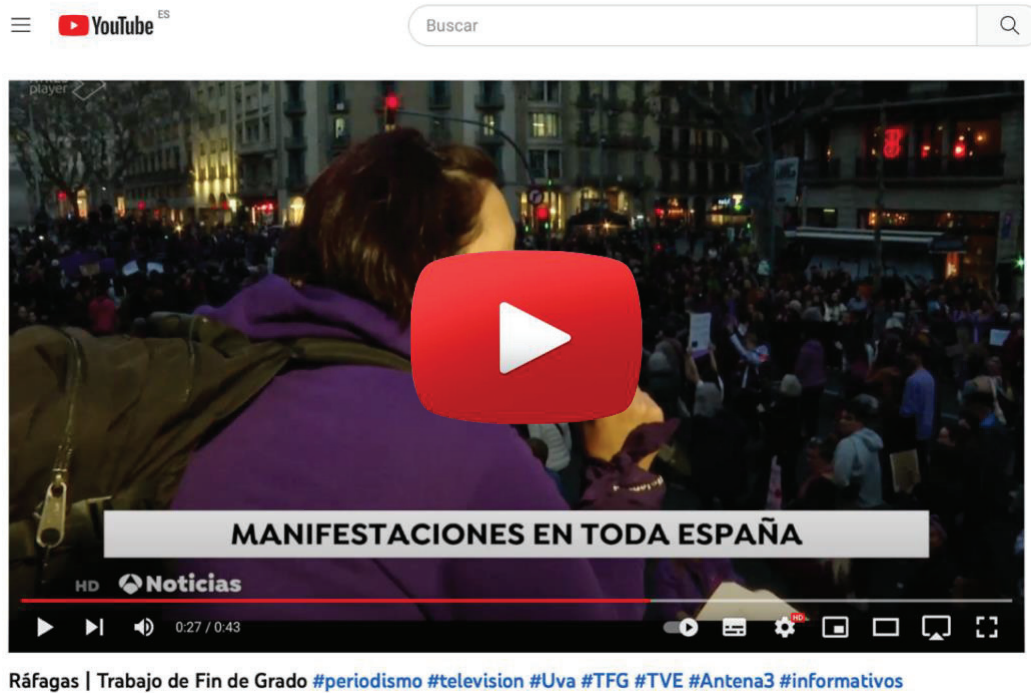 YouTube ES
Buscar
player
MANIFESTACIONES EN TODA ESPAÑA
HD Noticias
0:27 / 0:43
HD
Ráfagas | Trabajo de Fin de Grado #periodismo #television #Uva #TFG #TVE #Antena3 #informativos